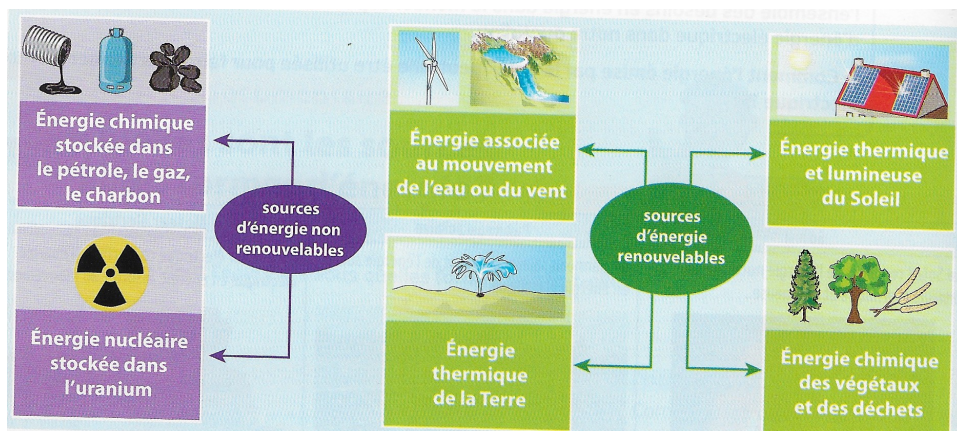 Énergie chimique
stockée dans
le pétrole, le gaz,
le charbon
sources
d'énergie non
renouvelables
Énergie nucléaire
stockée dans
l'uranium
Énergie associée
au mouvement
de l'eau ou du vent
Énergie
thermique
de la Terre
sources
d'énergie
renouvelables
Énergie thermique
et lumineuse
du Soleil
Énergie chimique
des végétaux
et des déchets